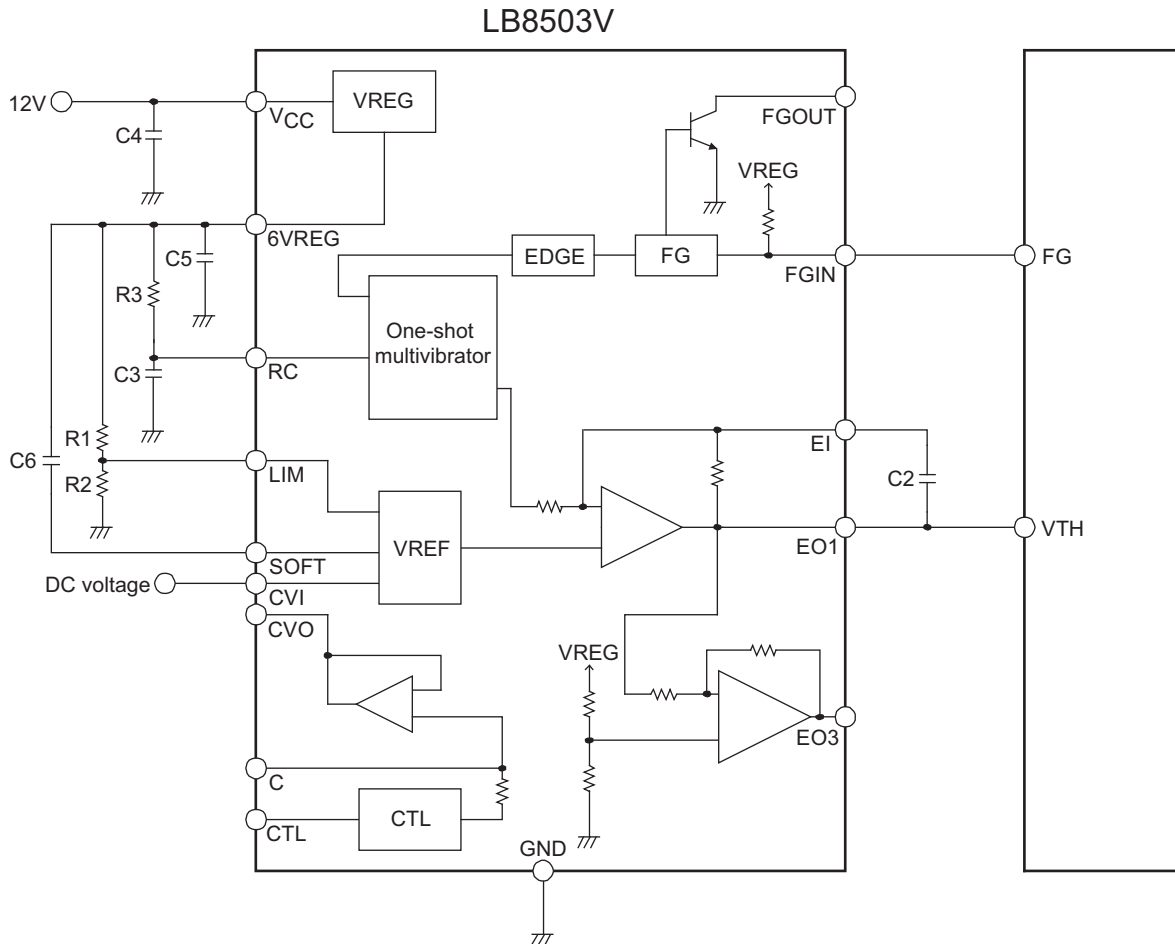 LB8503V
12V
VCC
VREG
FGOUT
C4
VREG
6VREG
C5
EDGE
FG
FGIN
FG
R3
One-shot
multivibrator
RC
C3
R1
EI
C6
LIM
R2
C2
VREF
EO1
VTH
SOFT
DC voltage
CVI
CVO
VREG
EO3
C
CTL
CTL
GND